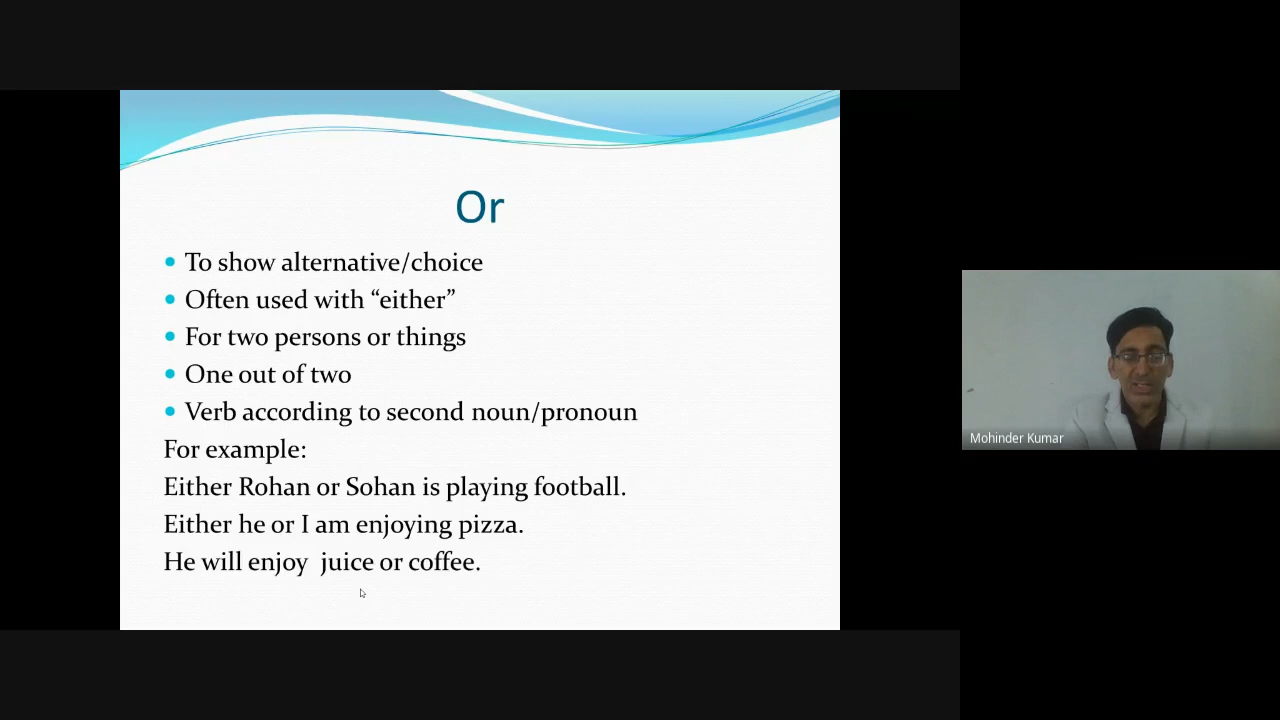 Or
To show alternative/choice
Often used with “either”
For two persons or things
One out of two
Verb according to second noun/pronoun
For example:
Either Rohan or Sohan is playing football.
Either he or I am enjoying pizza.
He will enjoy  juice or coffee.
Mohinder Kumar